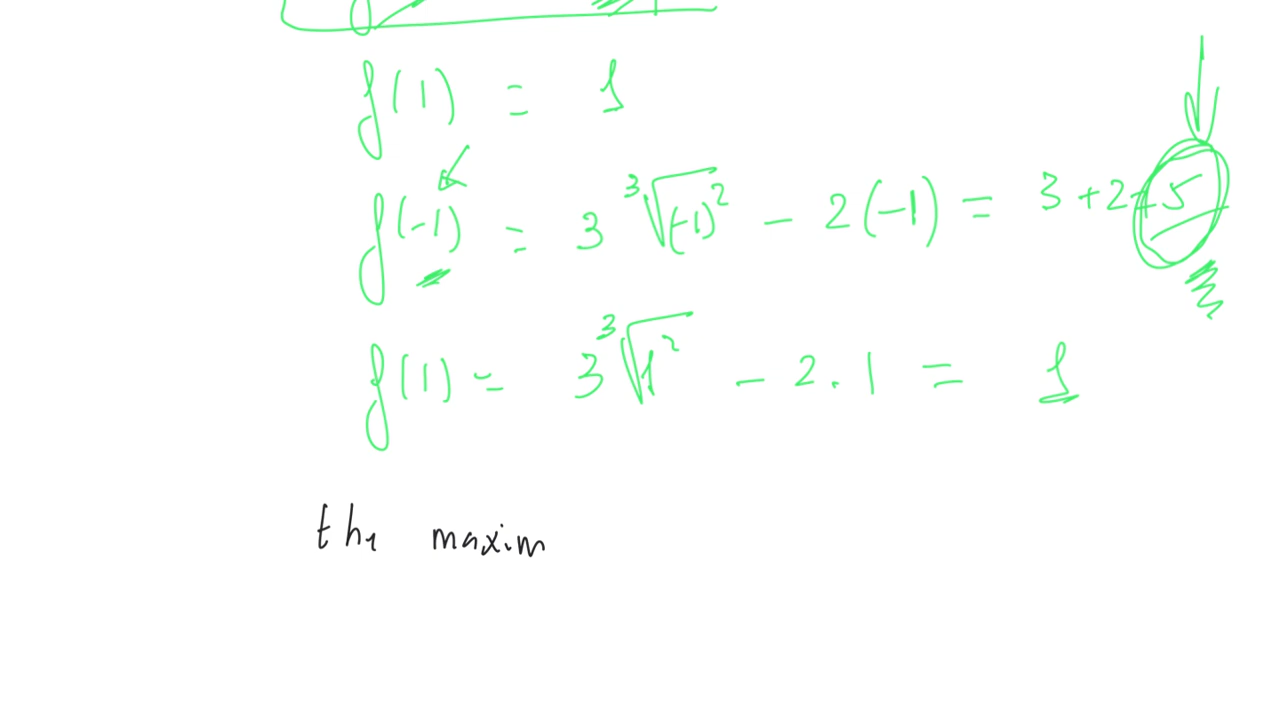 f(1) = 1
f(-1) = 3 ∛(-1)² - 2(-1) = 3+2=5
f(1) = 3 ∛1² - 2.1 = 1
the maxim